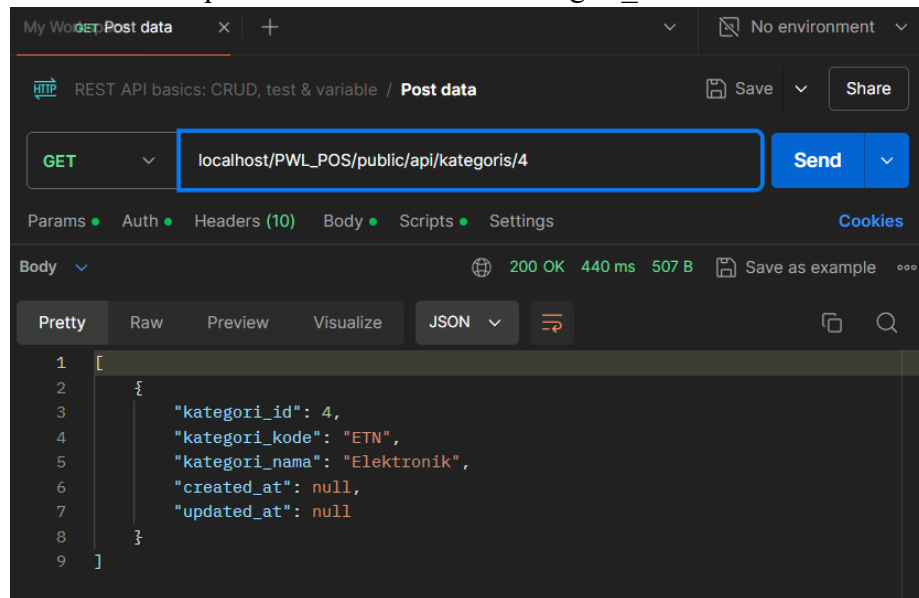 My Workspace GET Post data × + No environment
HTTP REST API basics: CRUD, test & variable / Post data Save Share
GET localhost/PWL_POS/public/api/kategoris/4 Send
Params Auth Headers (10) Body Scripts Settings Cookies
Body 200 OK 440 ms 507 B Save as example
Pretty Raw Preview Visualize JSON
1 [
2 {
3 "kategori_id": 4,
4 "kategori_kode": "ETN",
5 "kategori_nama": "Elektronik",
6 "created_at": null,
7 "updated_at": null
8 }
9 ]